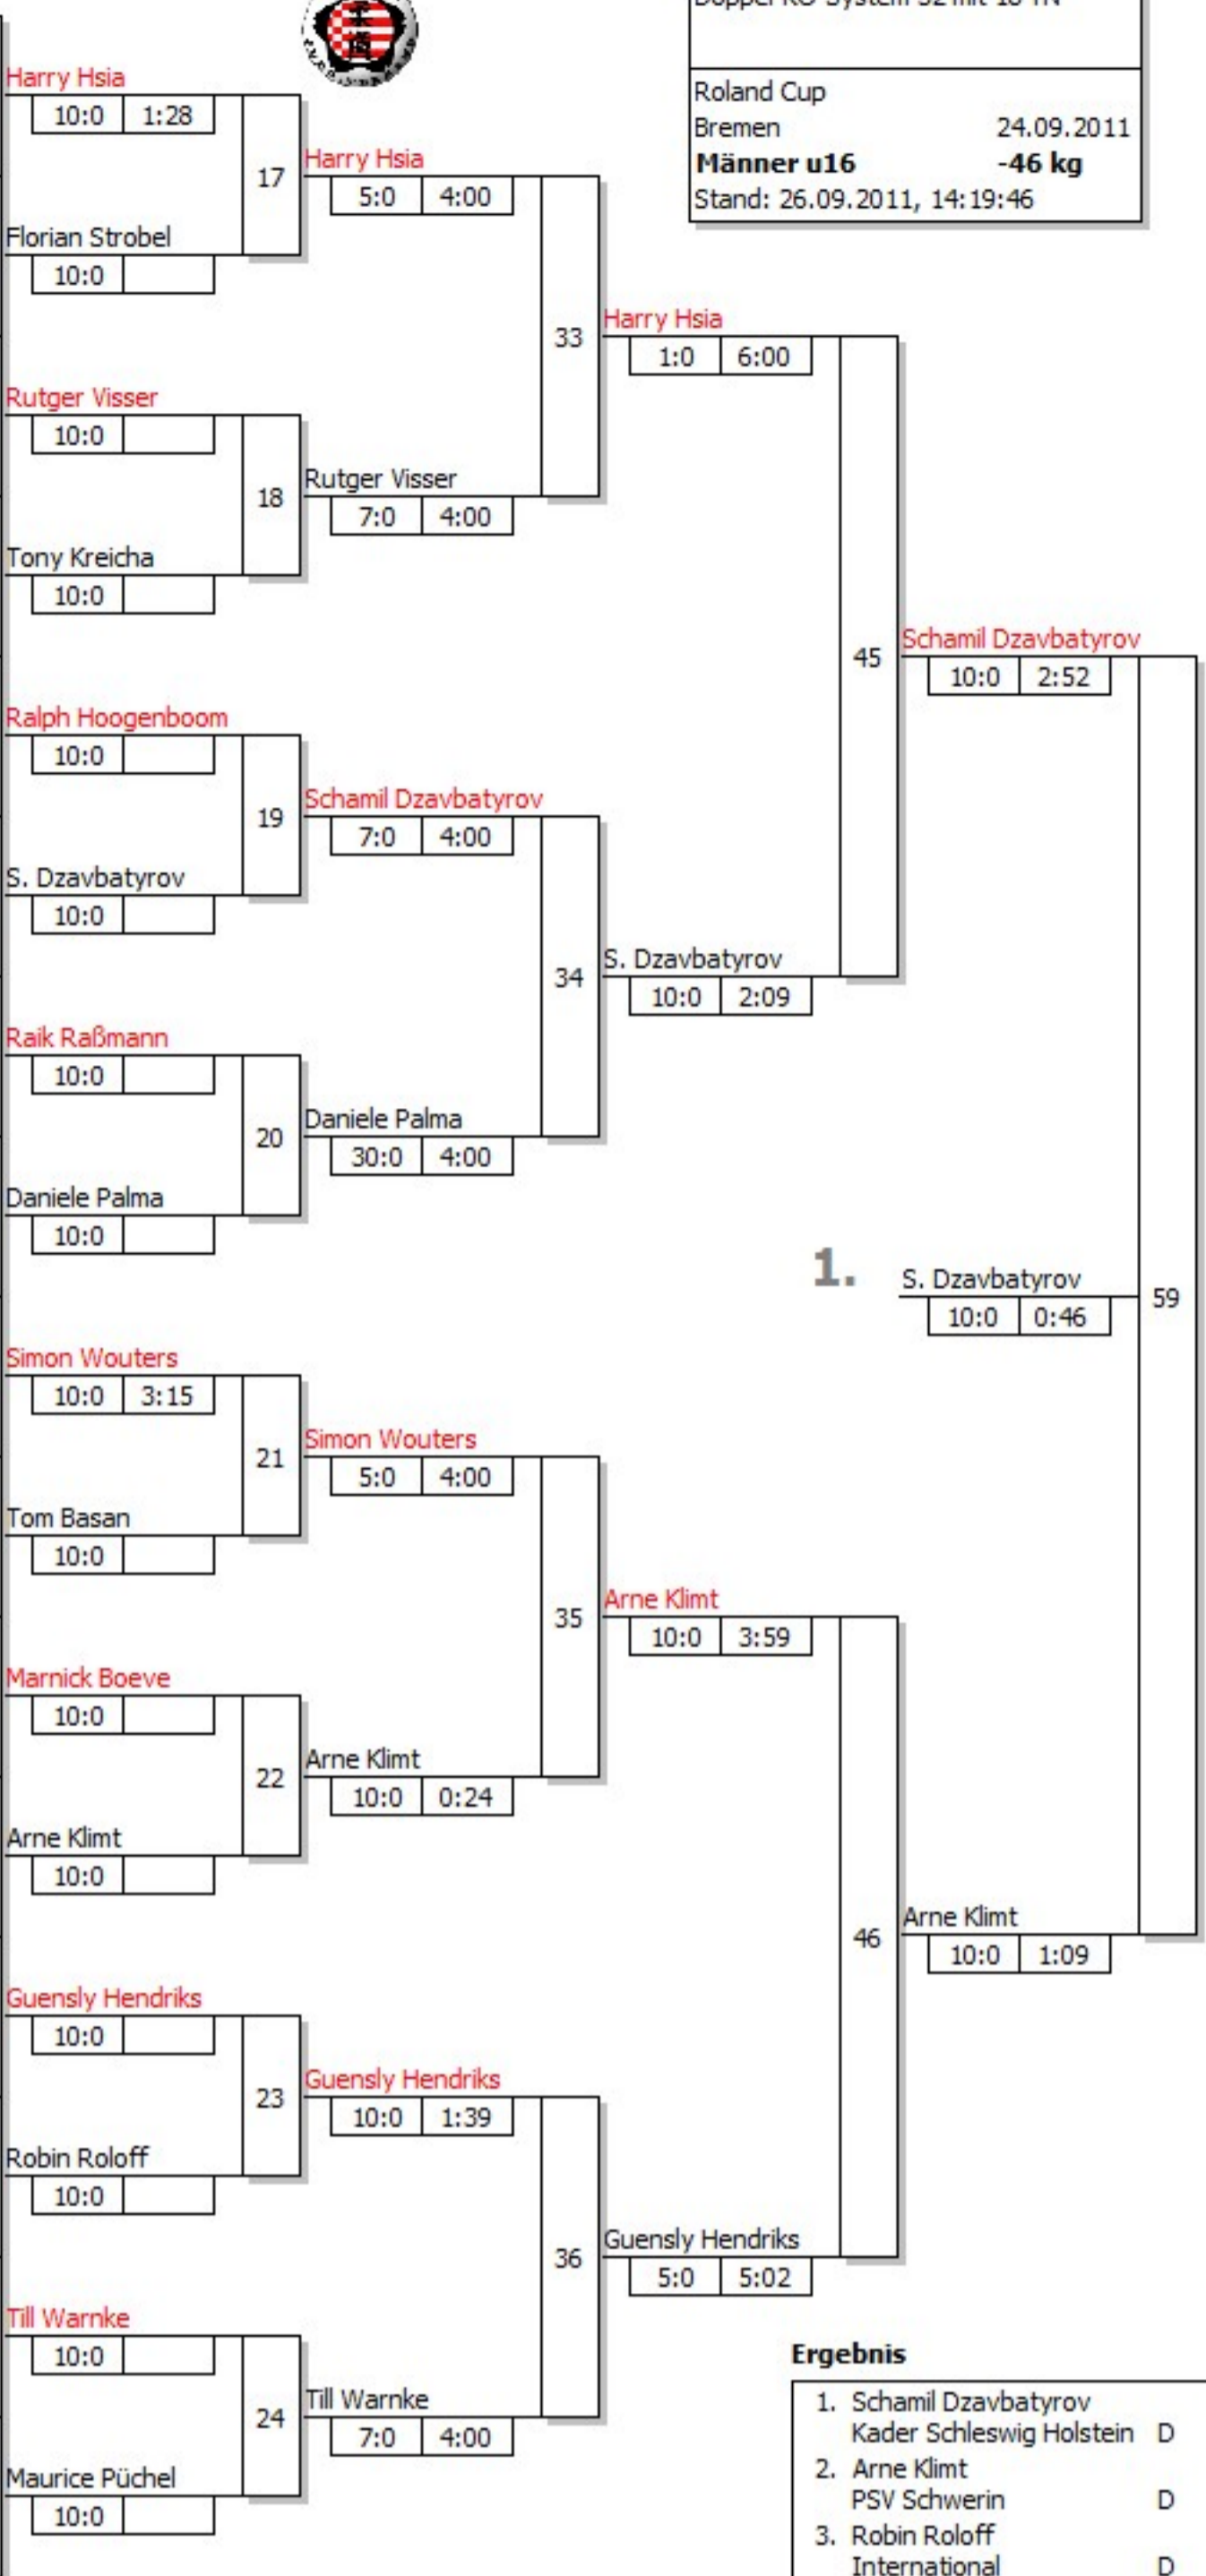 Roland Cup
Bremen 24.09.2011
Männer u16 -46 kg
Stand: 26.09.2011, 14:19:46
Harry Hsia
10:0 1:28
17
Florian Strobel
10:0
Harry Hsia
5:0 4:00
33
Rutger Visser
10:0
18
Tony Kreicha
10:0
Rutger Visser
7:0 4:00
Harry Hsia
1:0 6:00
45
Ralph Hoogenboom
10:0
19
S. Dzavbatyrov
10:0
Schamil Dzavbatyrov
7:0 4:00
34
Raik Raßmann
10:0
20
Daniele Palma
10:0
Daniele Palma
30:0 4:00
S. Dzavbatyrov
10:0 2:09
Schamil Dzavbatyrov
10:0 2:52
59
1.
S. Dzavbatyrov
10:0 0:46
Simon Wouters
10:0 3:15
21
Tom Basan
10:0
Simon Wouters
5:0 4:00
35
Marnick Boeve
10:0
22
Arne Klimt
10:0
Arne Klimt
10:0 0:24
Arne Klimt
10:0 3:59
46
Arne Klimt
10:0 1:09
Guensly Hendriks
10:0
23
Robin Roloff
10:0
Guensly Hendriks
10:0 1:39
36
Till Warnke
10:0
24
Maurice Püchel
10:0
Till Warnke
7:0 4:00
Guensly Hendriks
5:0 5:02
Ergebnis
1. Schamil Dzavbatyrov
Kader Schleswig Holstein D
2. Arne Klimt
PSV Schwerin D
3. Robin Roloff
International D